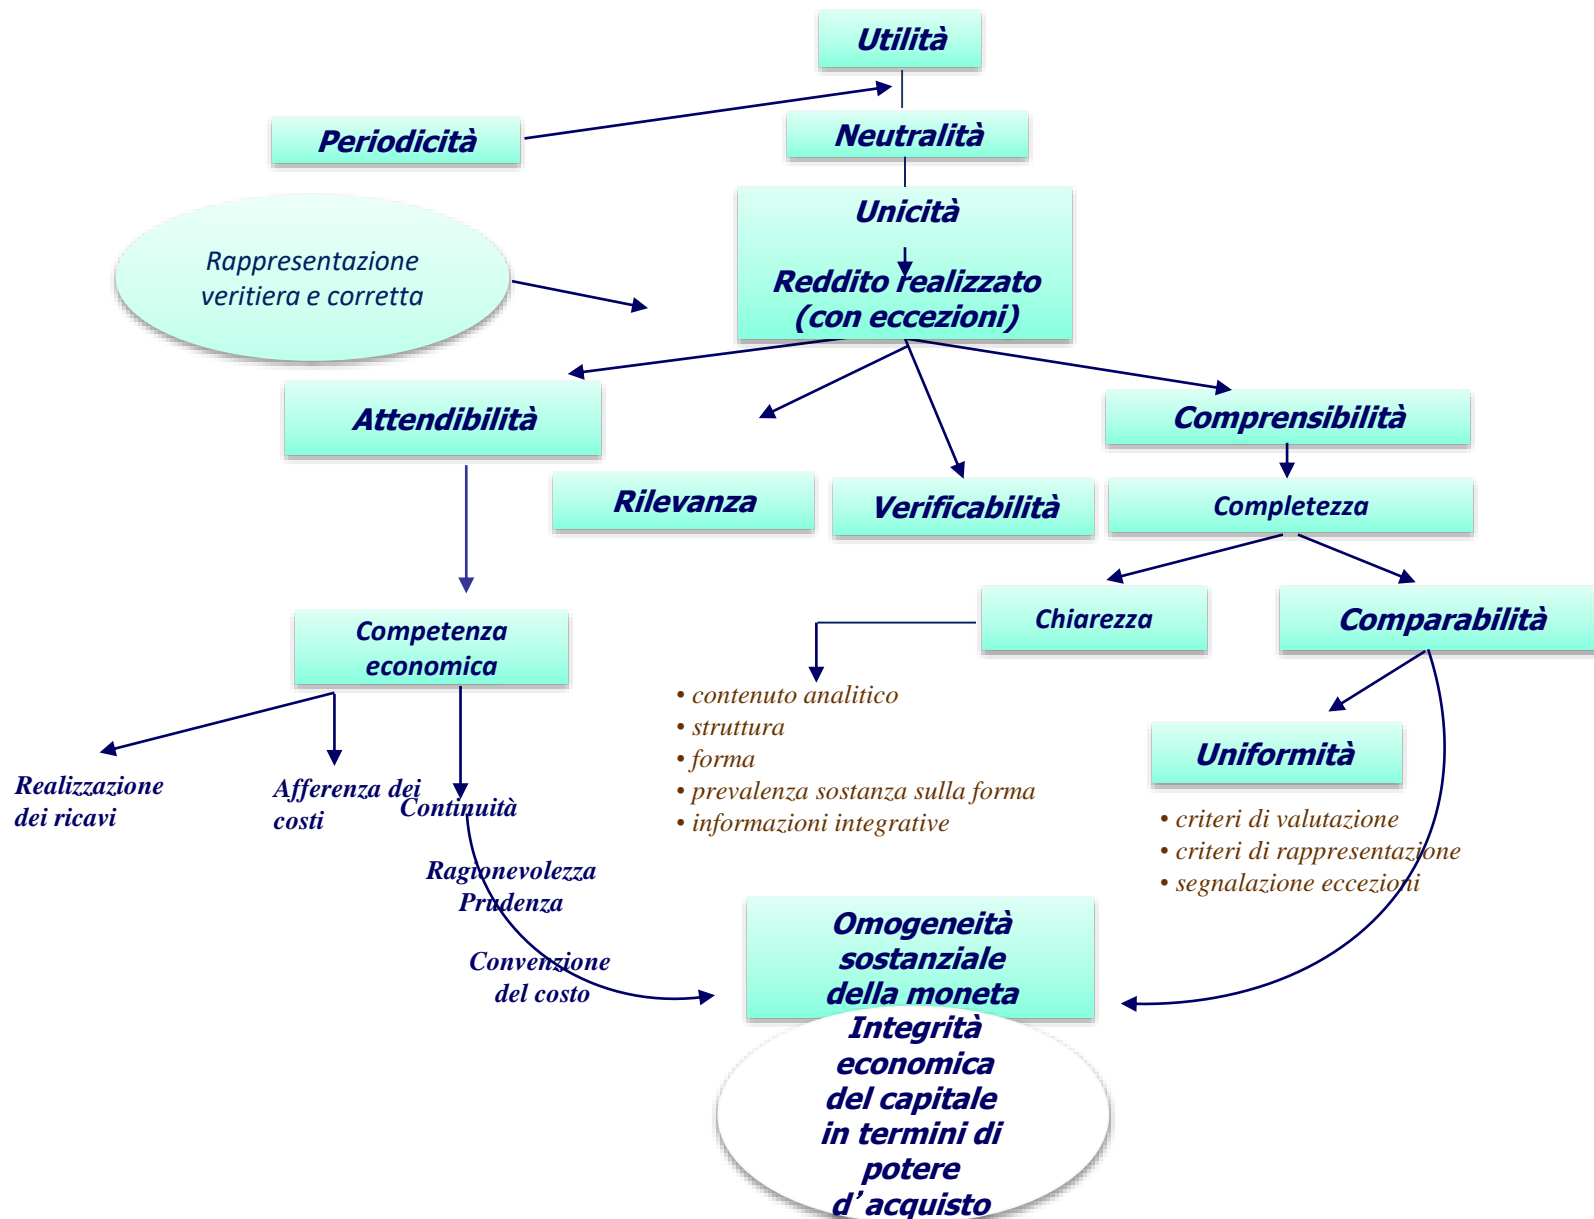 Utilità
Periodicità
Neutralità
Unicità
Rappresentazione
veritiera e corretta
Reddito realizzato
(con eccezioni)
Attendibilità
Comprensibilità
Rilevanza
Verificabilità
Completezza
Competenza
economica
Chiarezza
Comparabilità
• contenuto analitico
• struttura
• forma
• prevalenza sostanza sulla forma
• informazioni integrative
Uniformità
• criteri di valutazione
• criteri di rappresentazione
• segnalazione eccezioni
Realizzazione
dei ricavi
Afferenza dei
costi
Continuità
Ragionevolezza
Prudenza
Convenzione
del costo
Omogeneità
sostanziale
della moneta
Integrità
economica
del capitale
in termini di
potere
d’acquisto